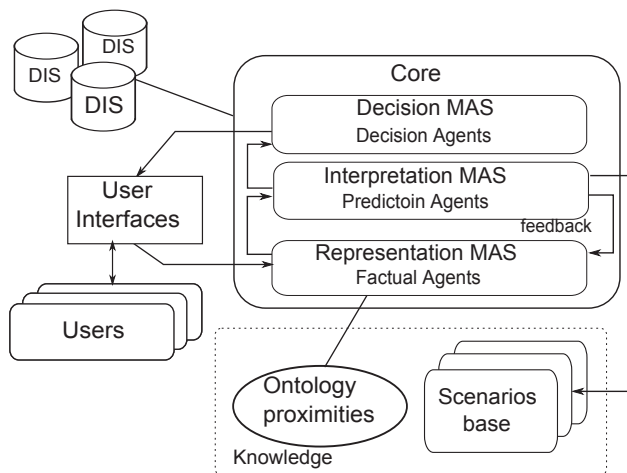 DIS
DIS
DIS
Core
Decision MAS
Decision Agents
Interpretation MAS
Predictoin Agents
feedback
Representation MAS
Factual Agents
User
Interfaces
Users
Ontology
proximities
Scenarios
base
Knowledge